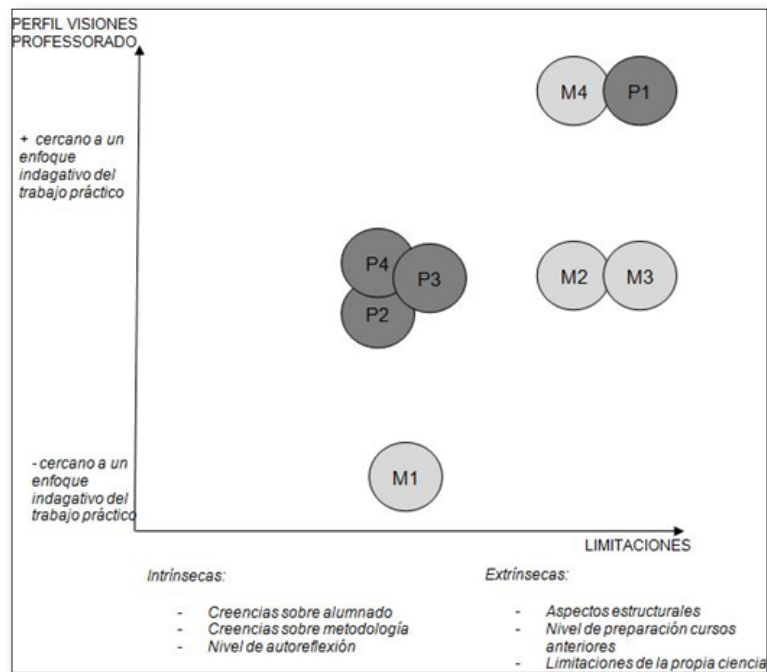 PERFIL VISIONES
PROFESSORADO
+ cercano a un
enfoque
indagativo del
trabajo práctico
M4
P1
P4
P3
P2
M2
M3
M1
- cercano a un
enfoque
indagativo del
trabajo práctico
LIMITACIONES
Intrínsecas:
- Creencias sobre alumnado
- Creencias sobre metodología
- Nivel de autoreflexión
Extrínsecas:
- Aspectos estructurales
- Nivel de preparación cursos
anteriores
- Limitaciones de la propia ciencia